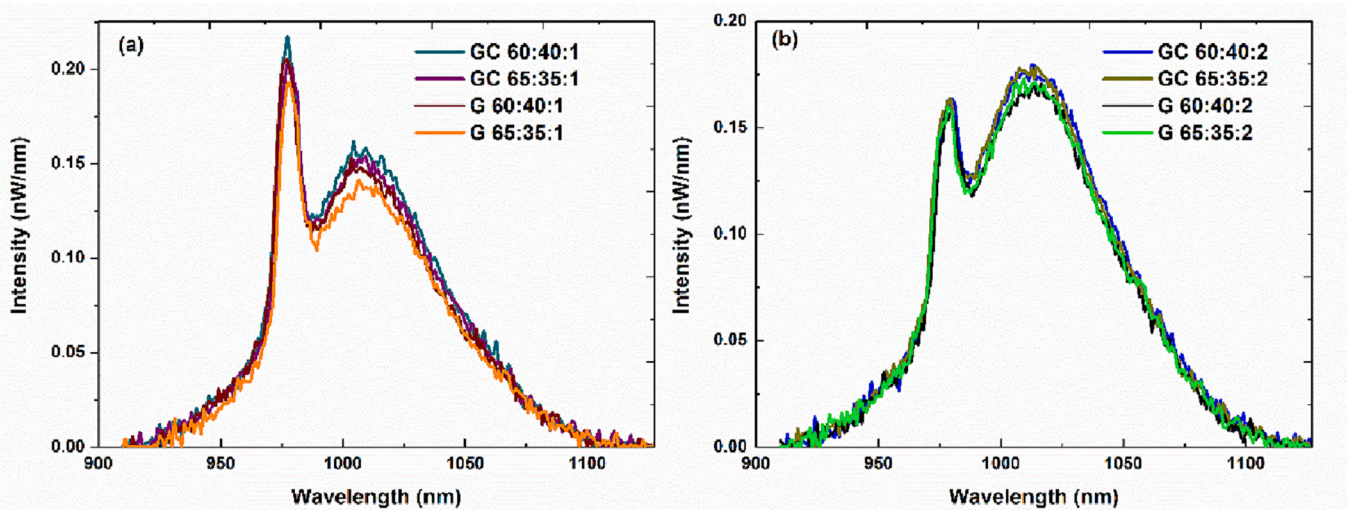 (a)
GC 60:40:1
GC 65:35:1
G 60:40:1
G 65:35:1
0.20
0.15
0.10
0.05
0.00
Intensity (nW/nm)
900
950
1000
1050
1100
Wavelength (nm)
(b)
GC 60:40:2
GC 65:35:2
G 60:40:2
G 65:35:2
0.20
0.15
0.10
0.05
0.00
Intensity (nW/nm)
900
950
1000
1050
1100
Wavelength (nm)